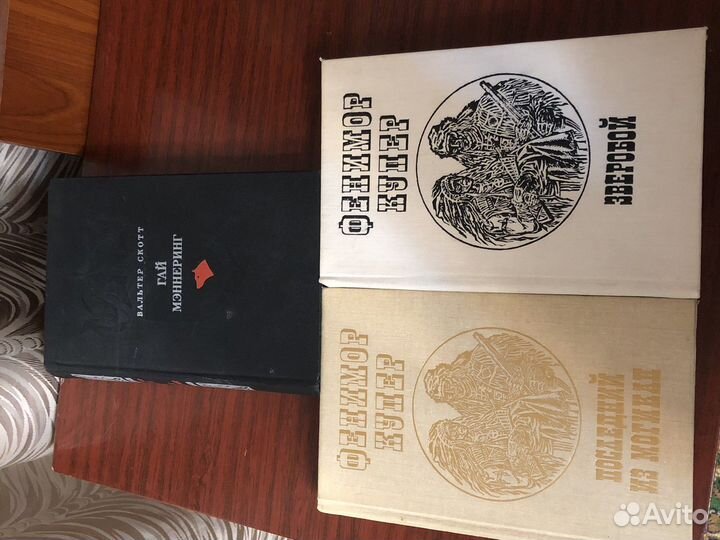 ВАЛЬТЕР СКОТТ
ГАЙ
МЭННЕРИНГ
ФЕНИМОР
КУПЕР
ЗВЕРОБОЙ
ФЕНИМОР
КУПЕР
ПОСЛЕДНИЙ
ИЗ МОГИКАН
Avito